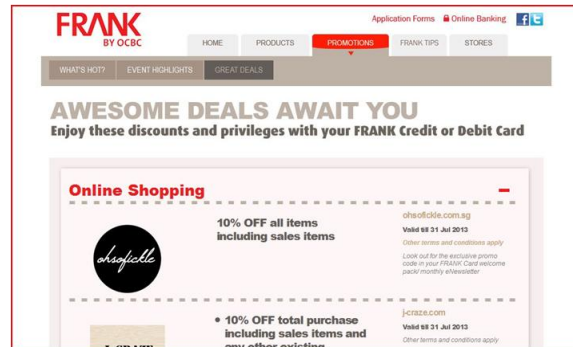 FRANK
BY OCBC
Application Forms Online Banking
HOME PRODUCTS PROMOTIONS FRANK TIPS STORES
WHAT'S HOT? EVENT HIGHLIGHTS GREAT DEALS
AWESOME DEALS AWAIT YOU
Enjoy these discounts and privileges with your FRANK Credit or Debit Card
Online Shopping
ohsofickle
10% OFF all items
including sales items
ohsofickle.com.sg
Valid till 31 Jul 2013
Other terms and conditions apply
Look out for the exclusive promo
code in your FRANK Card welcome
pack/ monthly eNewsletter
• 10% OFF total purchase
including sales items and
any other existing
j-craze.com
Valid till 31 Jul 2013
Other terms and conditions apply